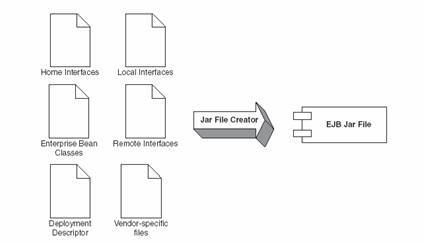 Home Interfaces
Local Interfaces
Enterprise Bean
Classes
Remote Interfaces
Deployment
Descriptor
Vendor-specific
files
Jar File Creator
EJB Jar File